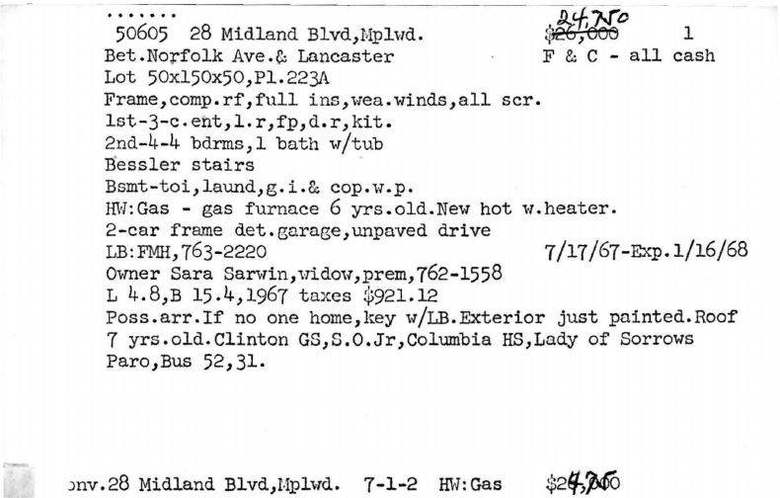 24,750
50605 28 Midland Blvd,Mplwd. $26,000 1
Bet.Norfolk Ave.& Lancaster F & C - all cash
Lot 50x150x50,Pl.223A
Frame,comp.rf,full ins,wea.winds,all scr.
1st-3-c.ent,l.r,fp,d.r,kit.
2nd-4-4 bdrms,1 bath w/tub
Bessler stairs
Bsmt-toi,laund,g.i.& cop.w.p.
HW:Gas - gas furnace 6 yrs.old.New hot w.heater.
2-car frame det.garage,unpaved drive
LB:FMH,763-2220 7/17/67-Exp.1/16/68
Owner Sara Sarwin,widow,prem,762-1558
L 4.8,B 15.4,1967 taxes $921.12
Poss.arr.If no one home,key w/LB.Exterior just painted.Roof
7 yrs.old.Clinton GS,S.O.Jr,Columbia HS,Lady of Sorrows
Paro,Bus 52,31.
onv.28 Midland Blvd,Mplwd. 7-1-2 HW:Gas